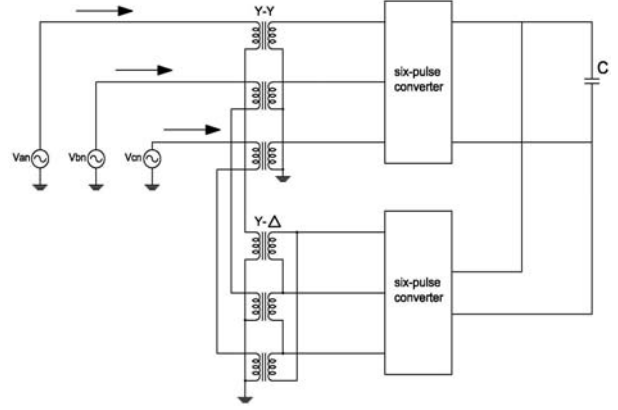 Y-Y
six-pulse
converter
C
Van
Vbn
Vcn
Y-Δ
six-pulse
converter